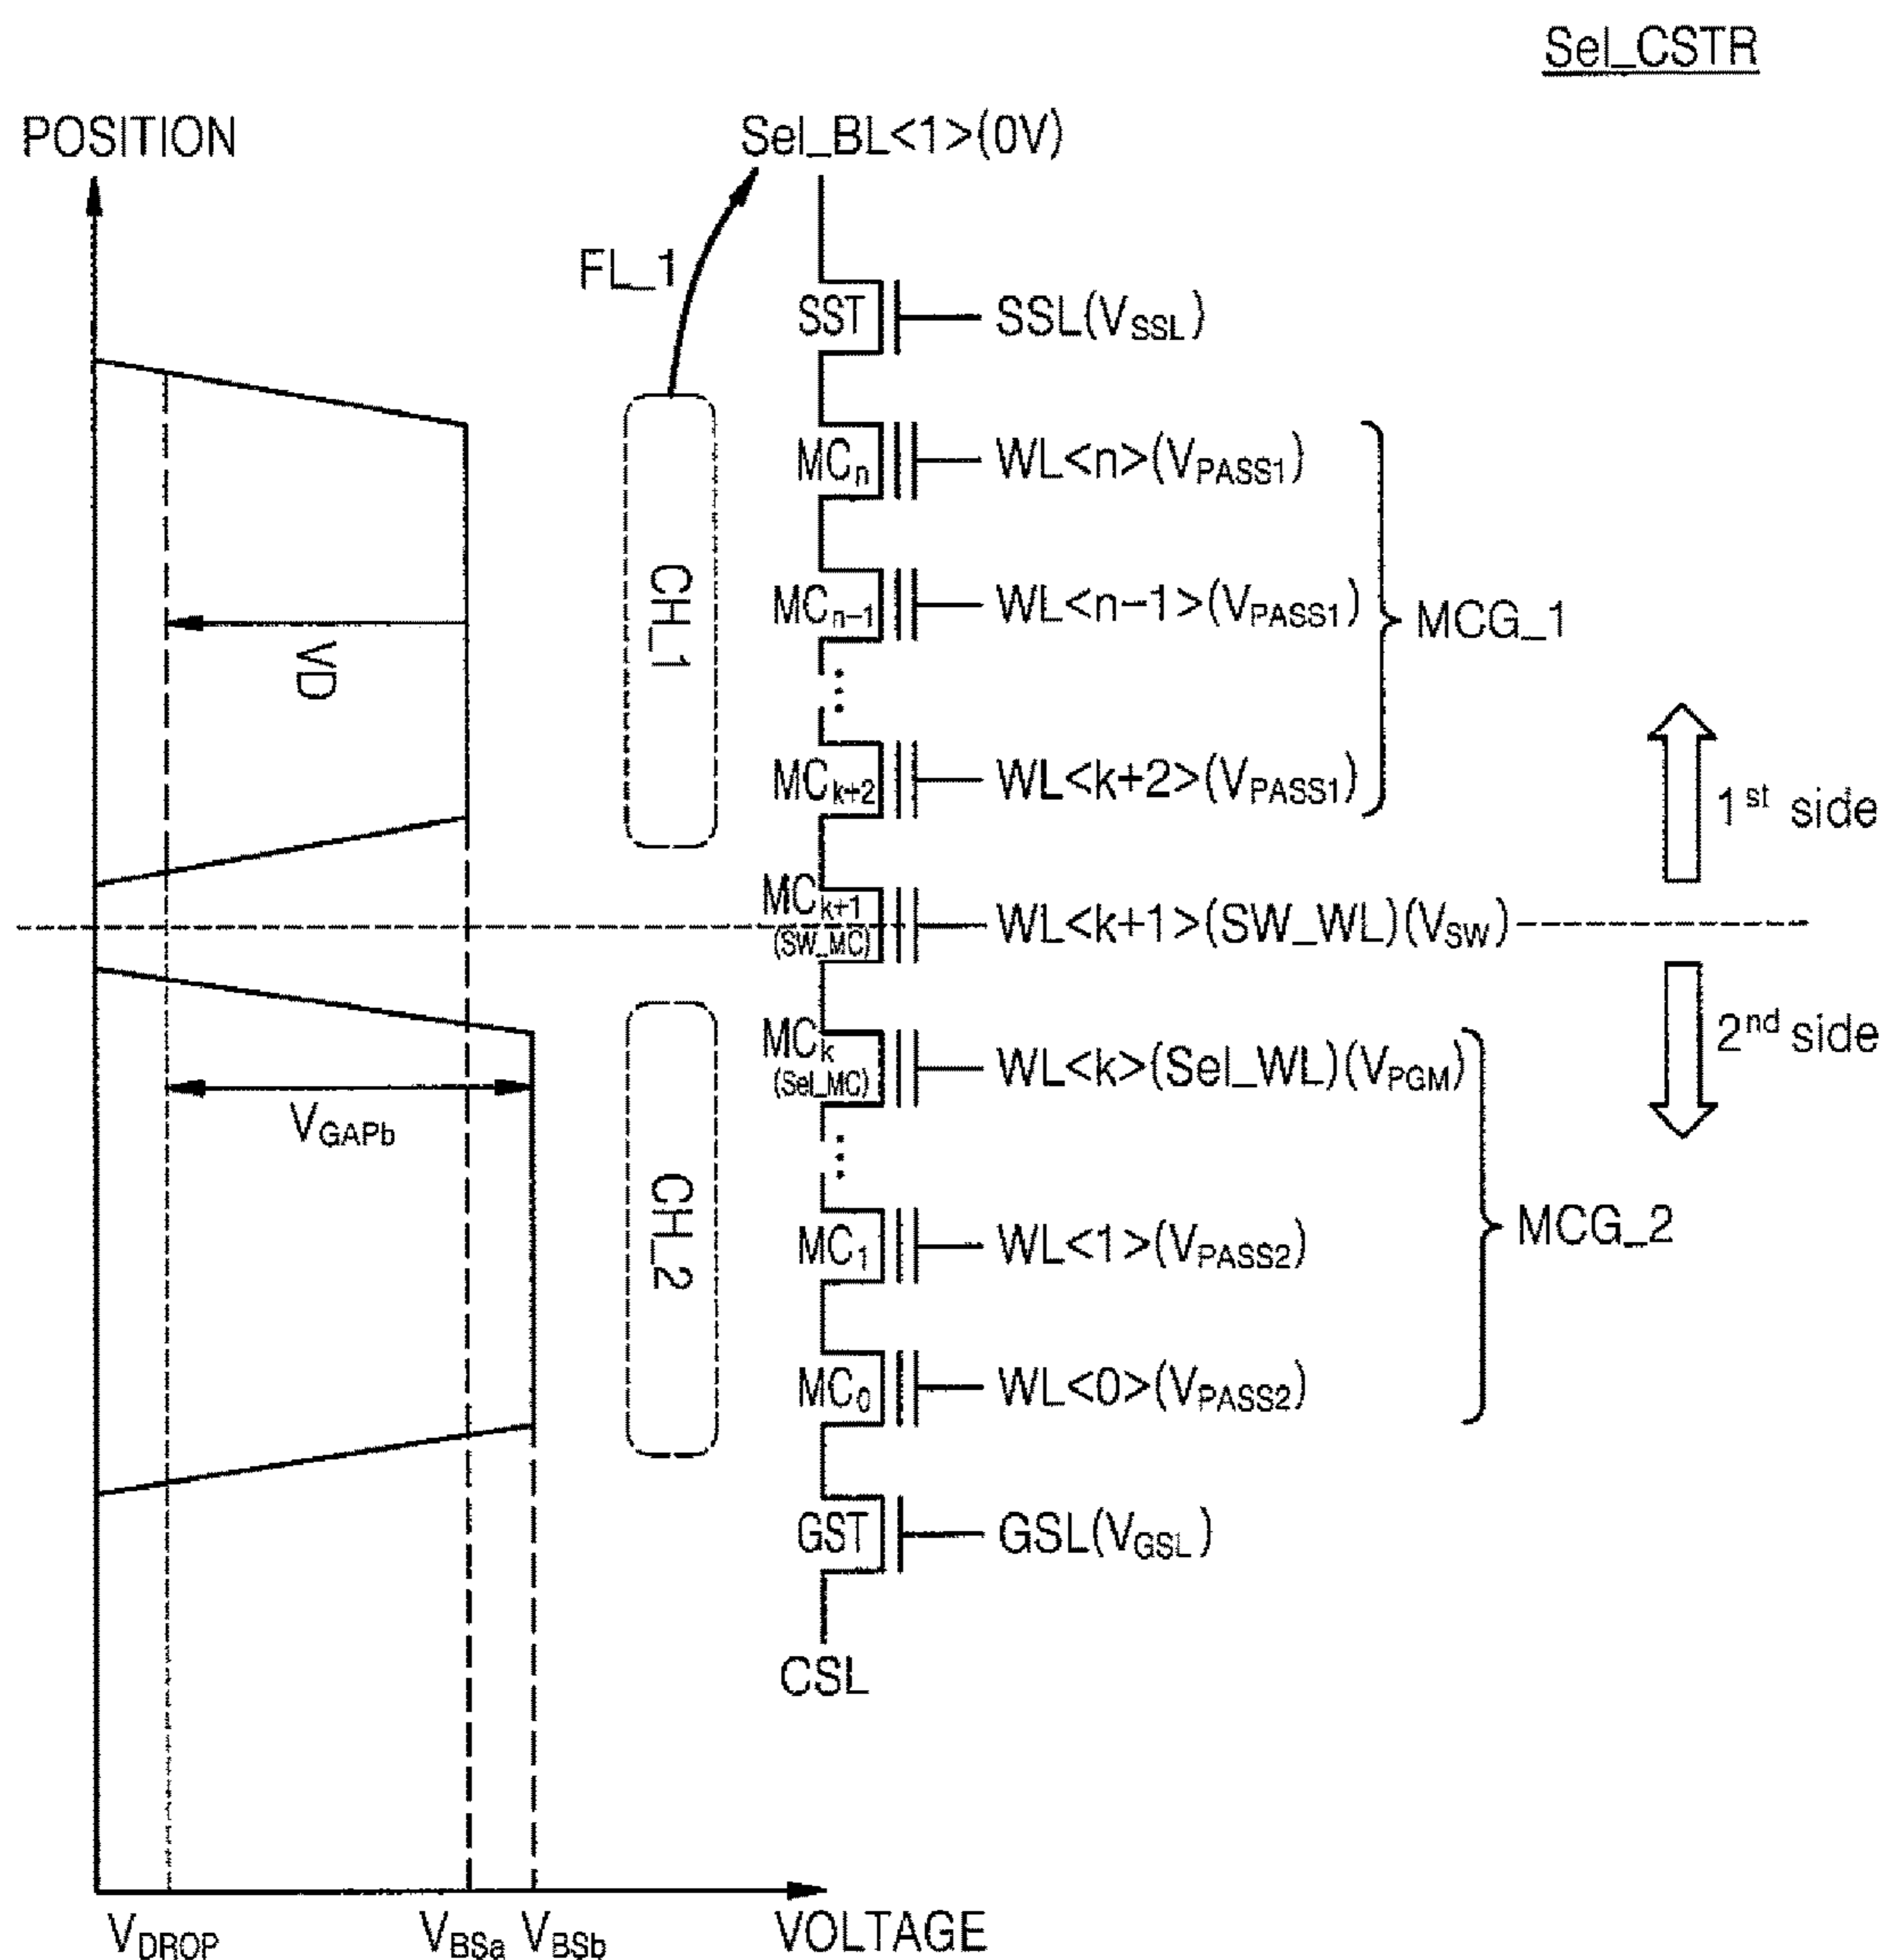 Sel_CSTR
POSITION
Sel_BL<1>(0V)
FL_1
SST
SSL(VSSL)
MCn
WL<n>(VPASS1)
CH_1
MCn-1
WL<n-1>(VPASS1)
MCG_1
VD
...
MCk+2
WL<k+2>(VPASS1)
1st side
MCk+1
(SW_MC)
WL<k+1>(SW_WL)(VSW)
MCk
(Sel_MC)
WL<k>(Sel_WL)(VPGM)
2nd side
VGAPb
...
CH_2
MC1
WL<1>(VPASS2)
MCG_2
MC0
WL<0>(VPASS2)
GST
GSL(VGSL)
CSL
VDROP
VBSa
VBSb
VOLTAGE